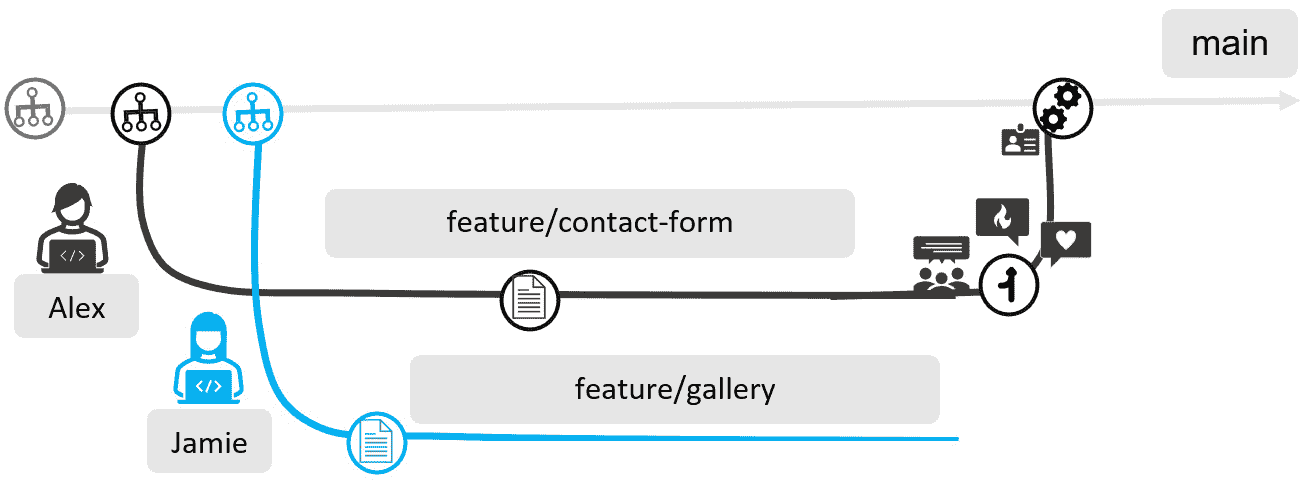 main
feature/contact-form
Alex
</>
feature/gallery
Jamie
</>